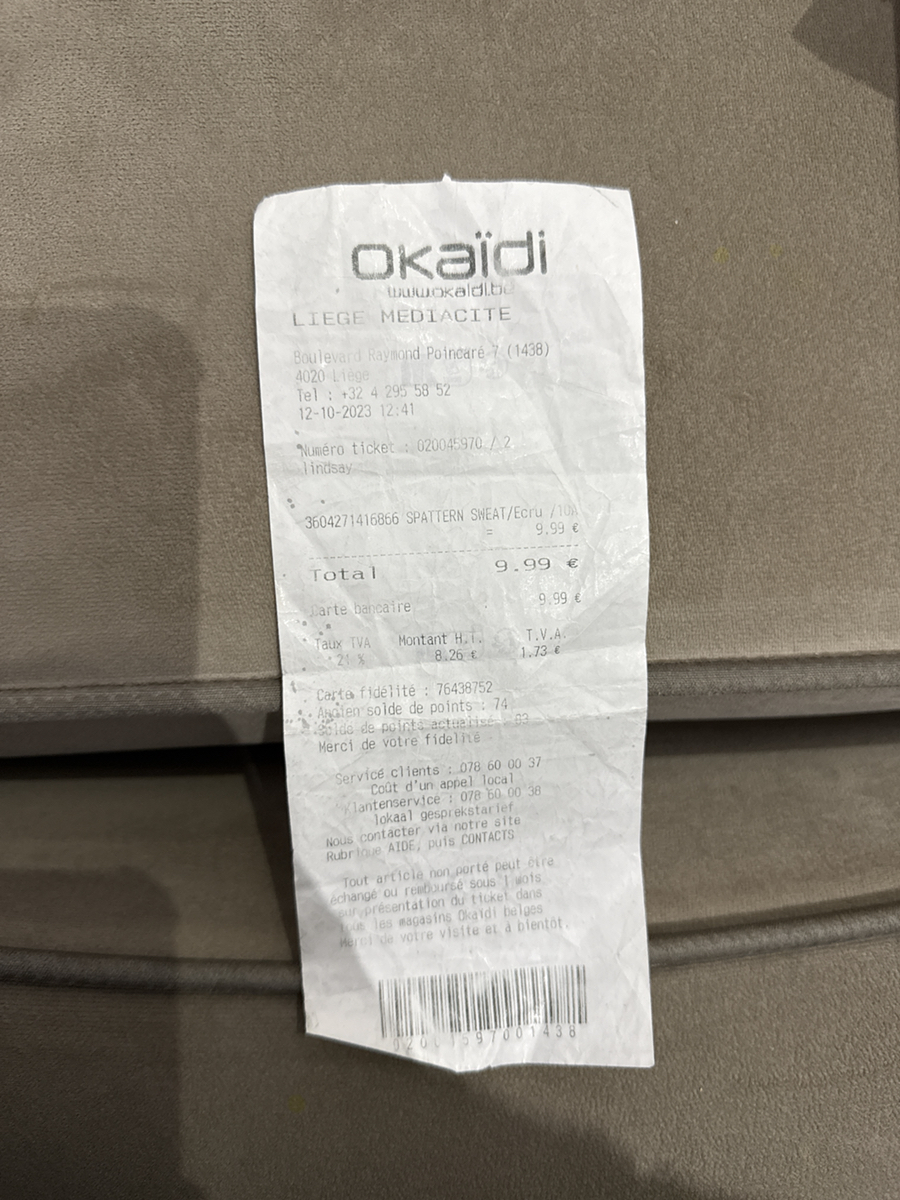 okaïdi
www.okaidi.be
LIEGE MEDIACITE
Boulevard Raymond Poincaré 7 (1438)
4020 Liège
Tel : +32 4 295 58 52
12-10-2023 12:41
Numéro ticket : 020045970 / 2
lindsay
3604271416866 SPATTERN SWEAT/Ecru /10A
= 9.99 €
Total 9.99 €
Carte bancaire : 9.99 €
Taux TVA Montant H.T. T.V.A.
21 % 8.26 € 1.73 €
Carte fidélité : 76438752
Ancien solde de points : 74
Solde de points actualisé : 83
Merci de votre fidelité
Service clients : 078 60 00 37
Coût d'un appel local
Klantenservice : 078 60 00 38
lokaal gesprekstarief
Nous contacter via notre site
Rubrique AIDE, puis CONTACTS
Tout article non porté peut être
échangé ou remboursé sous 1 mois
sur présentation du ticket dans
tous les magasins Okaïdi belges
Merci de votre visite et à bientôt.